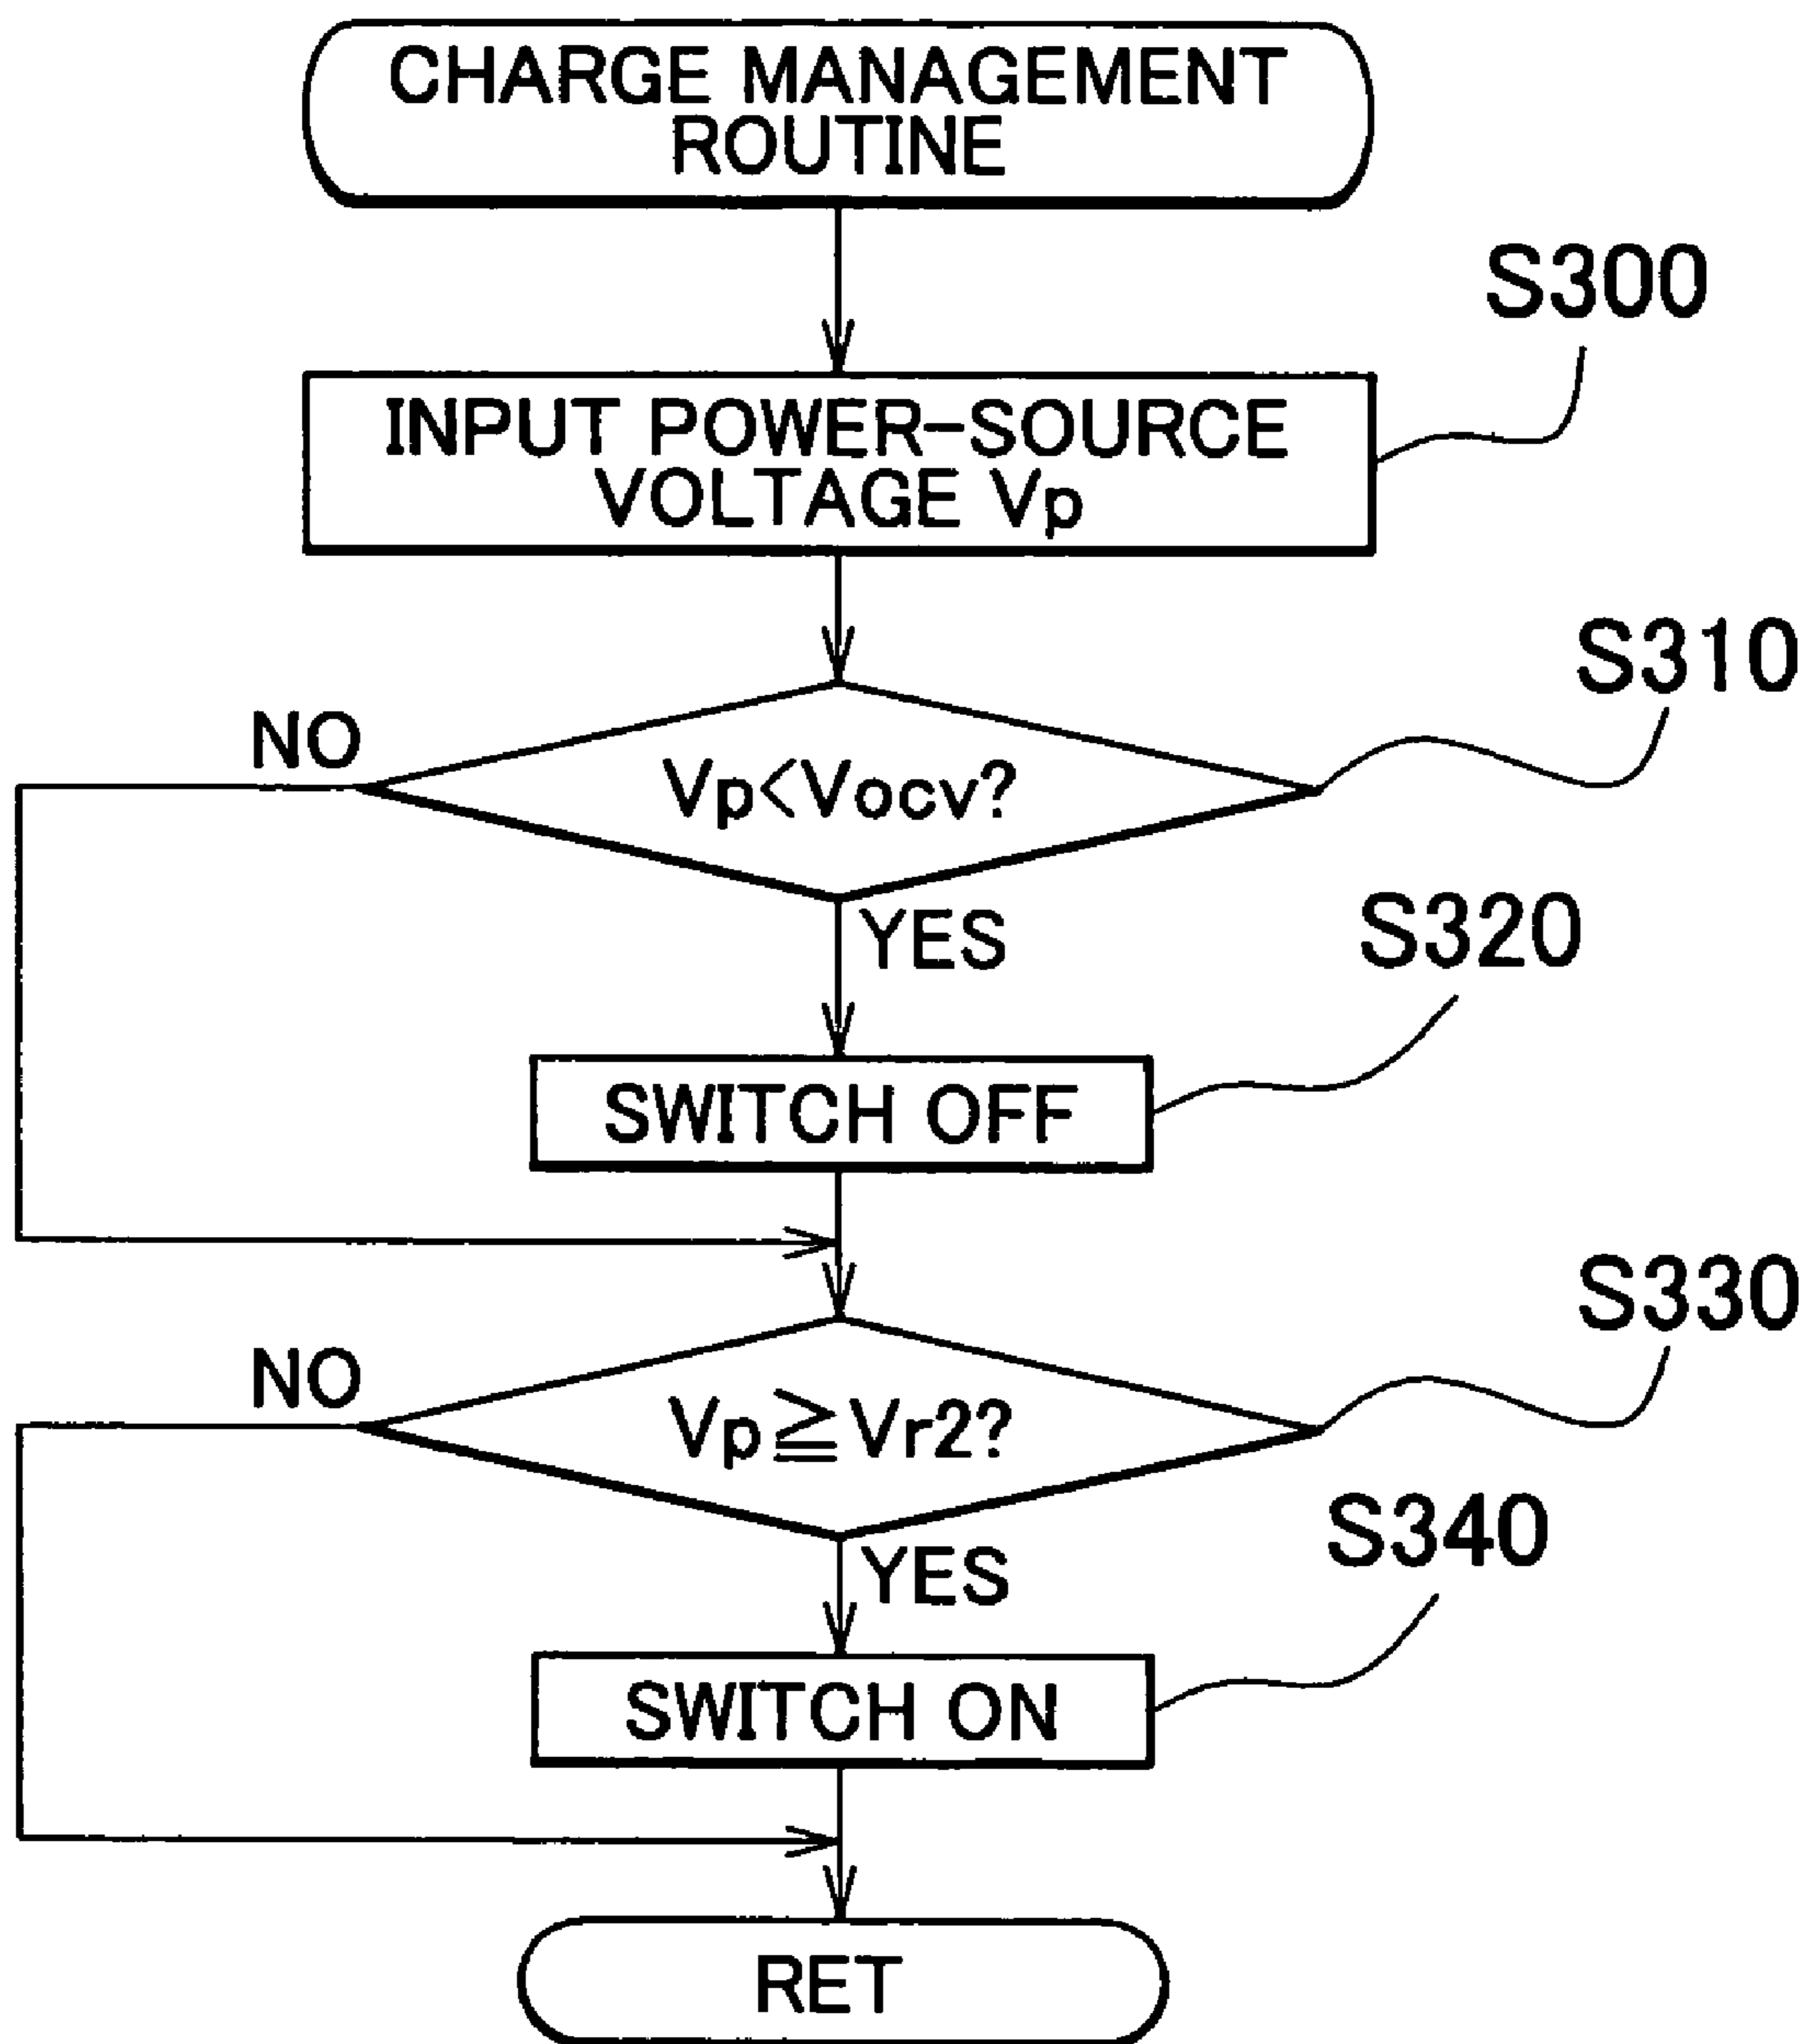 CHARGE MANAGEMENT
ROUTINE
S300
INPUT POWER-SOURCE
VOLTAGE Vp
S310
NO
Vp<Vocv?
YES
S320
SWITCH OFF
S330
NO
Vp≧Vr2?
YES
S340
SWITCH ON
RET